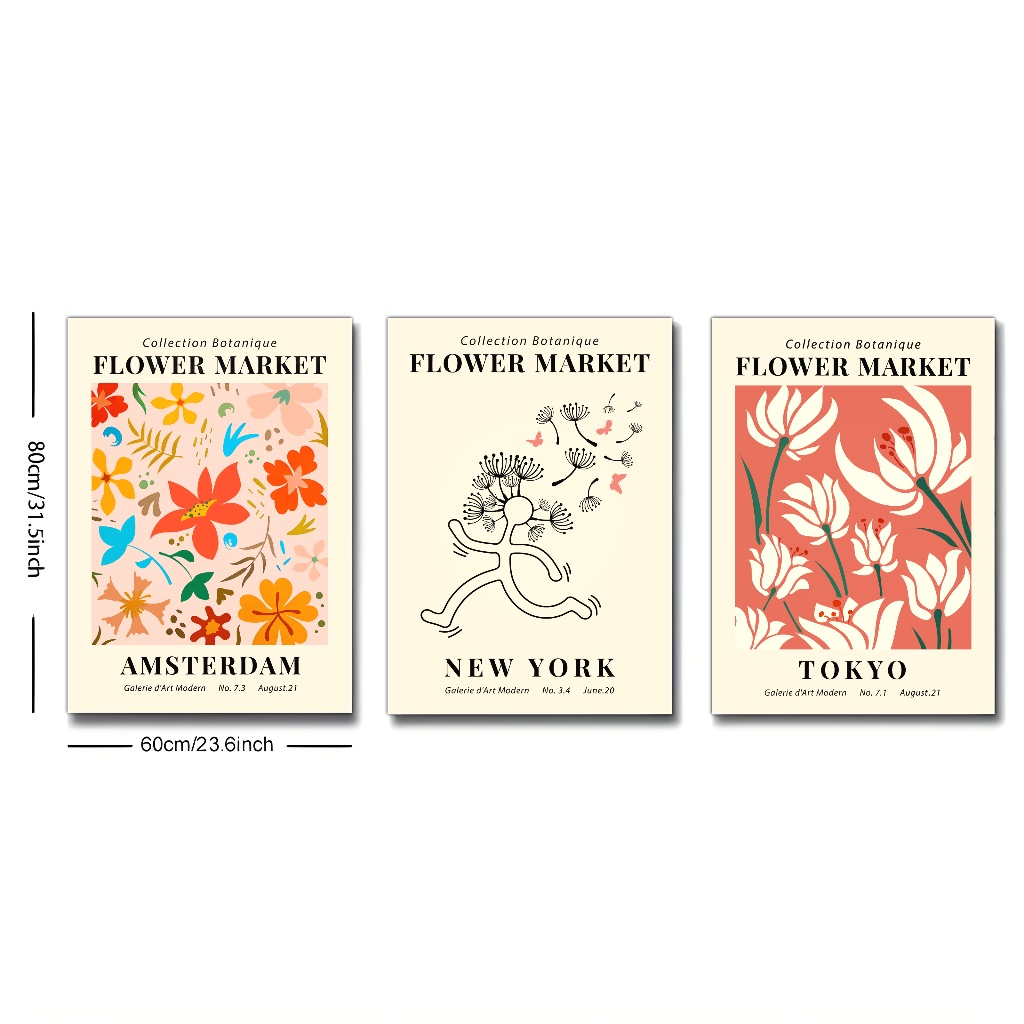 80cm/31.5inch
Collection Botanique
FLOWER MARKET
AMSTERDAM
Galerie d'Art Modern No. 7.3 August.21
60cm/23.6inch
Collection Botanique
FLOWER MARKET
NEW YORK
Galerie d'Art Modern No. 3.4 June.20
Collection Botanique
FLOWER MARKET
TOKYO
Galerie d'Art Modern No. 7.1 August.21